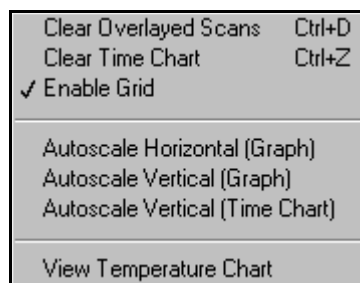 Clear Overlayed Scans Ctrl+D
Clear Time Chart Ctrl+Z
✓ Enable Grid
Autoscale Horizontal (Graph)
Autoscale Vertical (Graph)
Autoscale Vertical (Time Chart)
View Temperature Chart